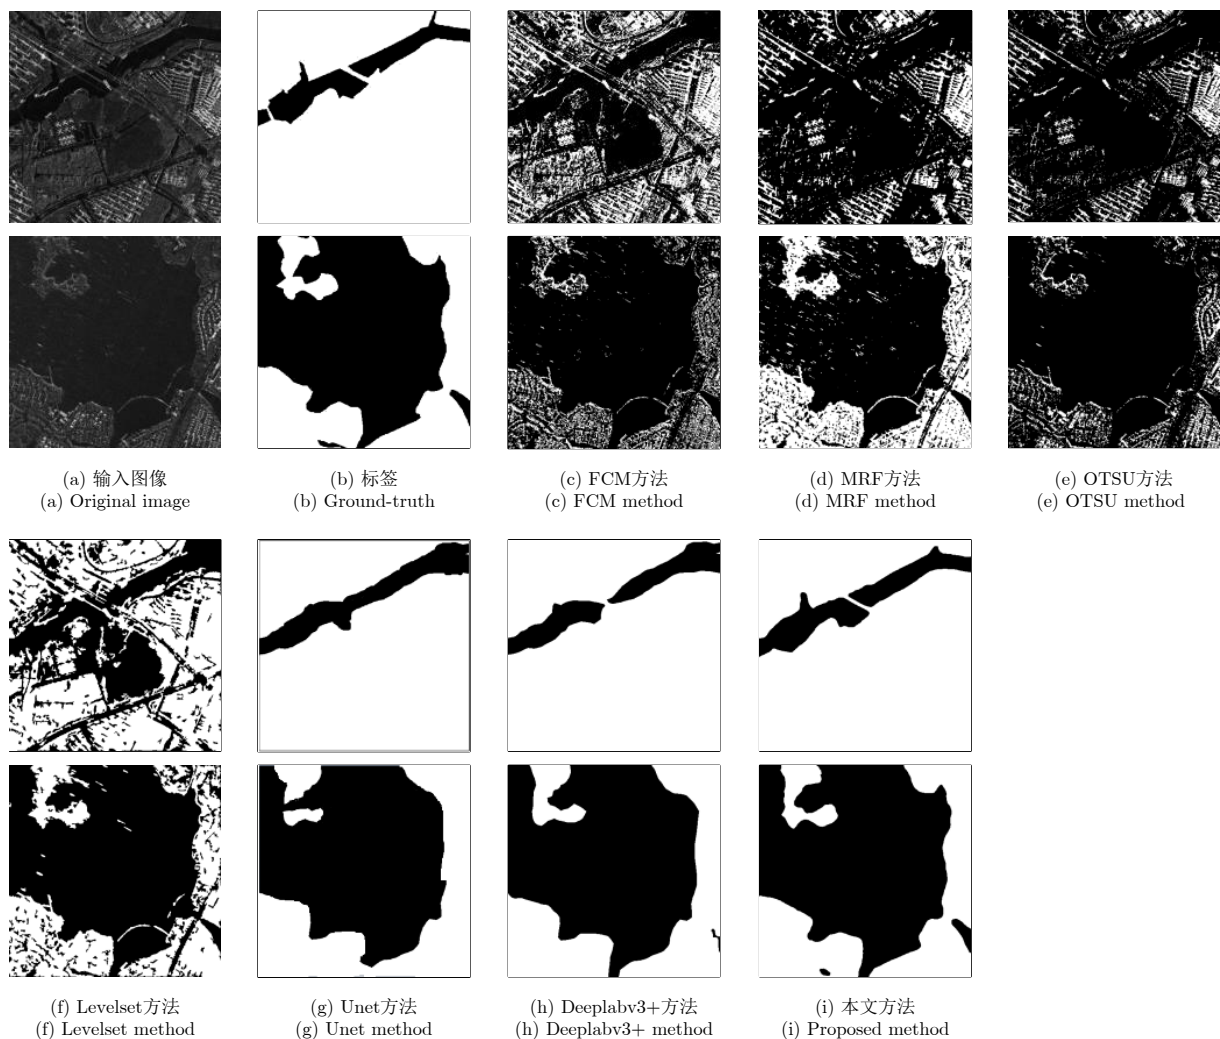 (a) 输入图像
(a) Original image
(b) 标签
(b) Ground-truth
(c) FCM方法
(c) FCM method
(d) MRF方法
(d) MRF method
(e) OTSU方法
(e) OTSU method
(f) Levelset方法
(f) Levelset method
(g) Unet方法
(g) Unet method
(h) Deeplabv3+方法
(h) Deeplabv3+ method
(i) 本文方法
(i) Proposed method